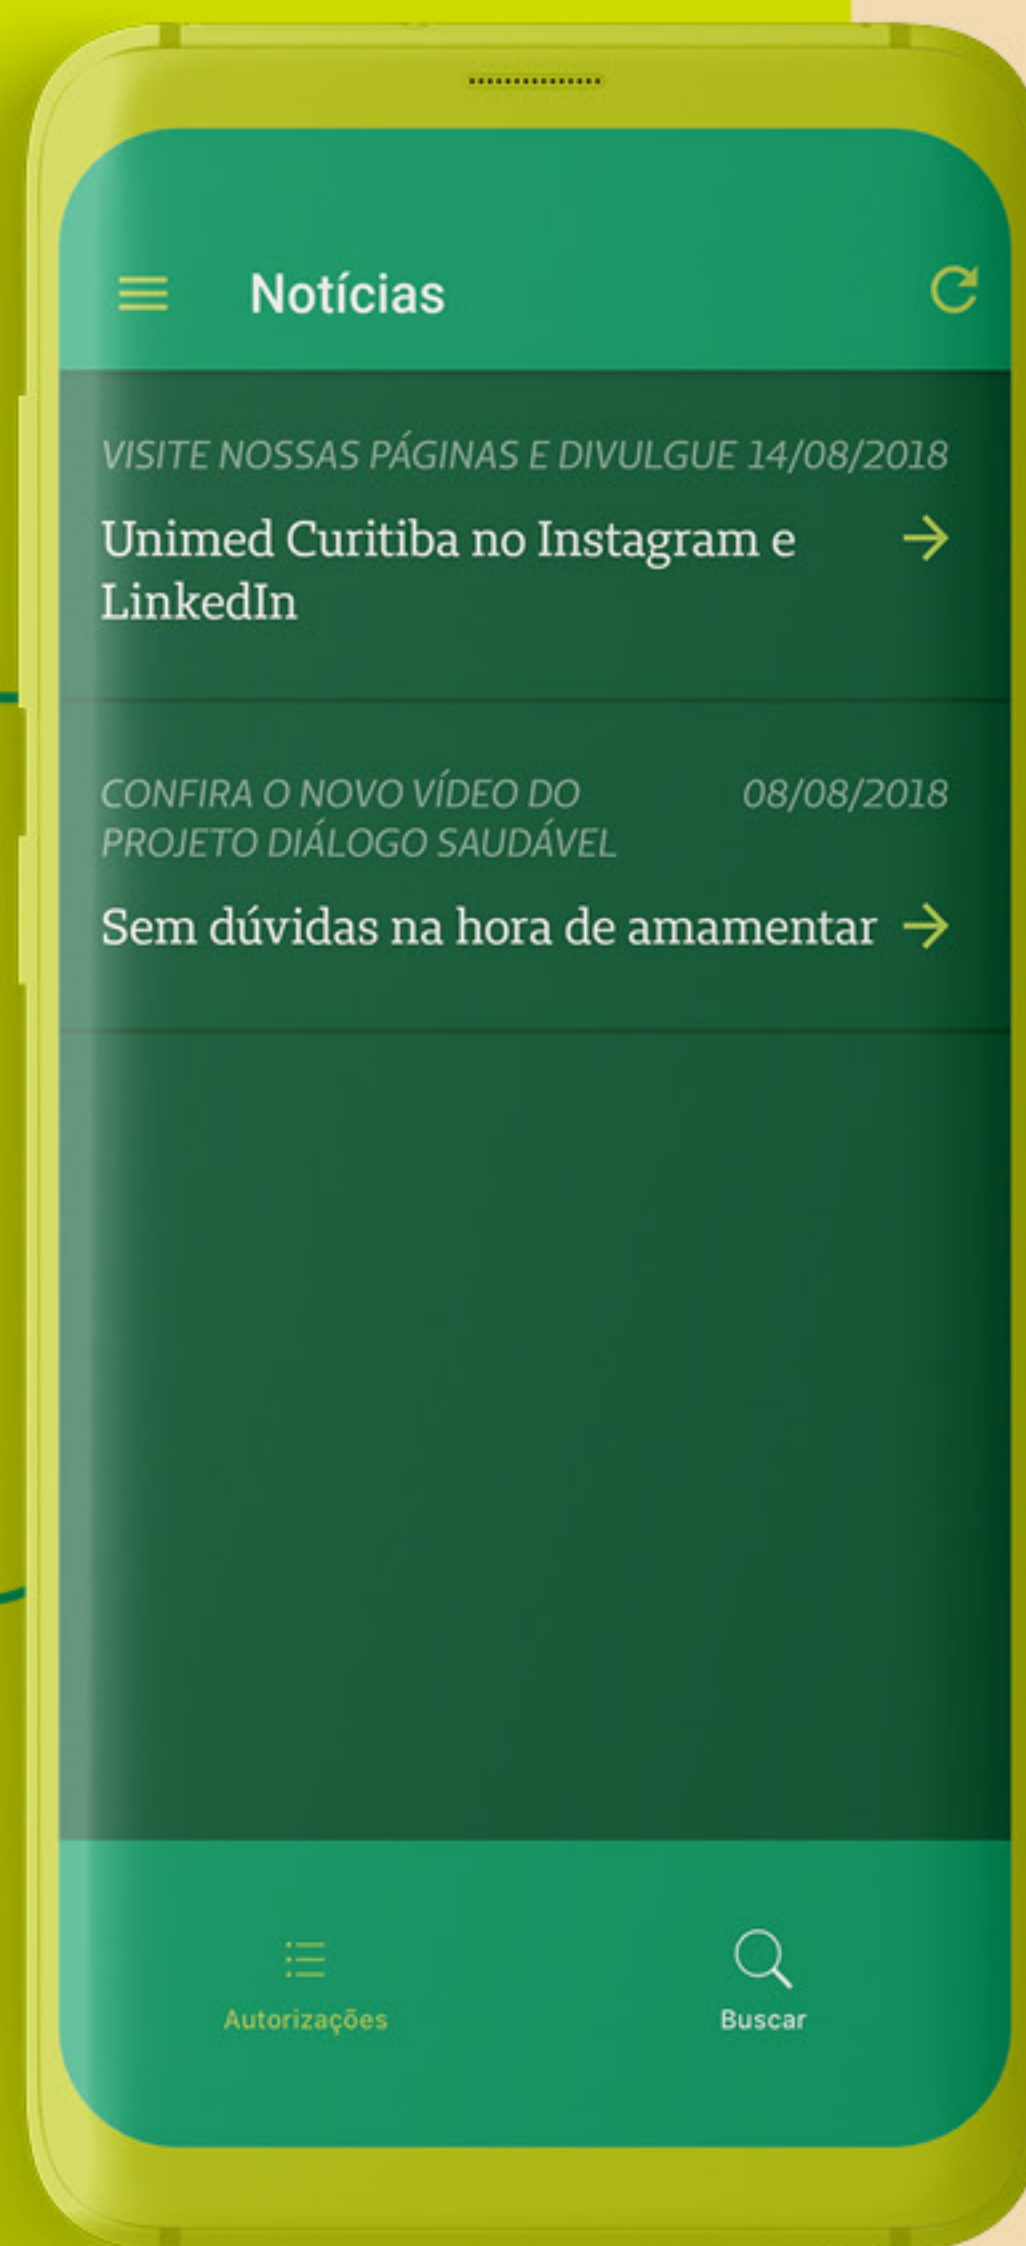 Notícias
VISITE NOSSAS PÁGINAS E DIVULGUE 14/08/2018
Unimed Curitiba no Instagram e
LinkedIn
CONFIRA O NOVO VÍDEO DO 08/08/2018
PROJETO DIÁLOGO SAUDÁVEL
Sem dúvidas na hora de amamentar
Autorizações
Buscar